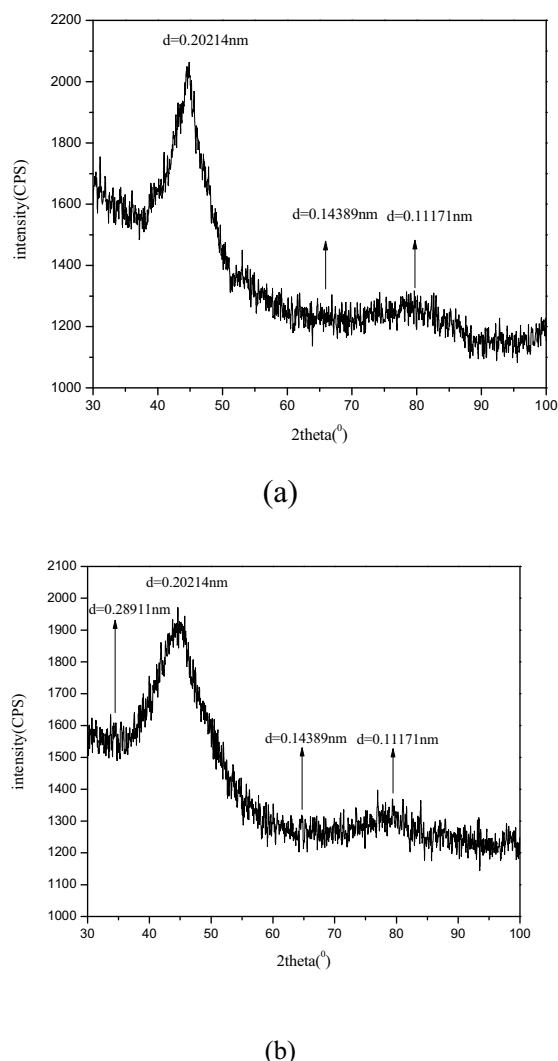 d=0.20214nm
2200
2000
1800
1600
1400
1200
1000
intensity(CPS)
d=0.14389nm d=0.11171nm
30 40 50 60 70 80 90 100
2theta(⁰)
(a)
2100
2000
1900
1800
1700
1600
1500
1400
1300
1200
1100
1000
intensity(CPS)
d=0.20214nm
d=0.28911nm
d=0.14389nm d=0.11171nm
30 40 50 60 70 80 90 100
2theta(⁰)
(b)